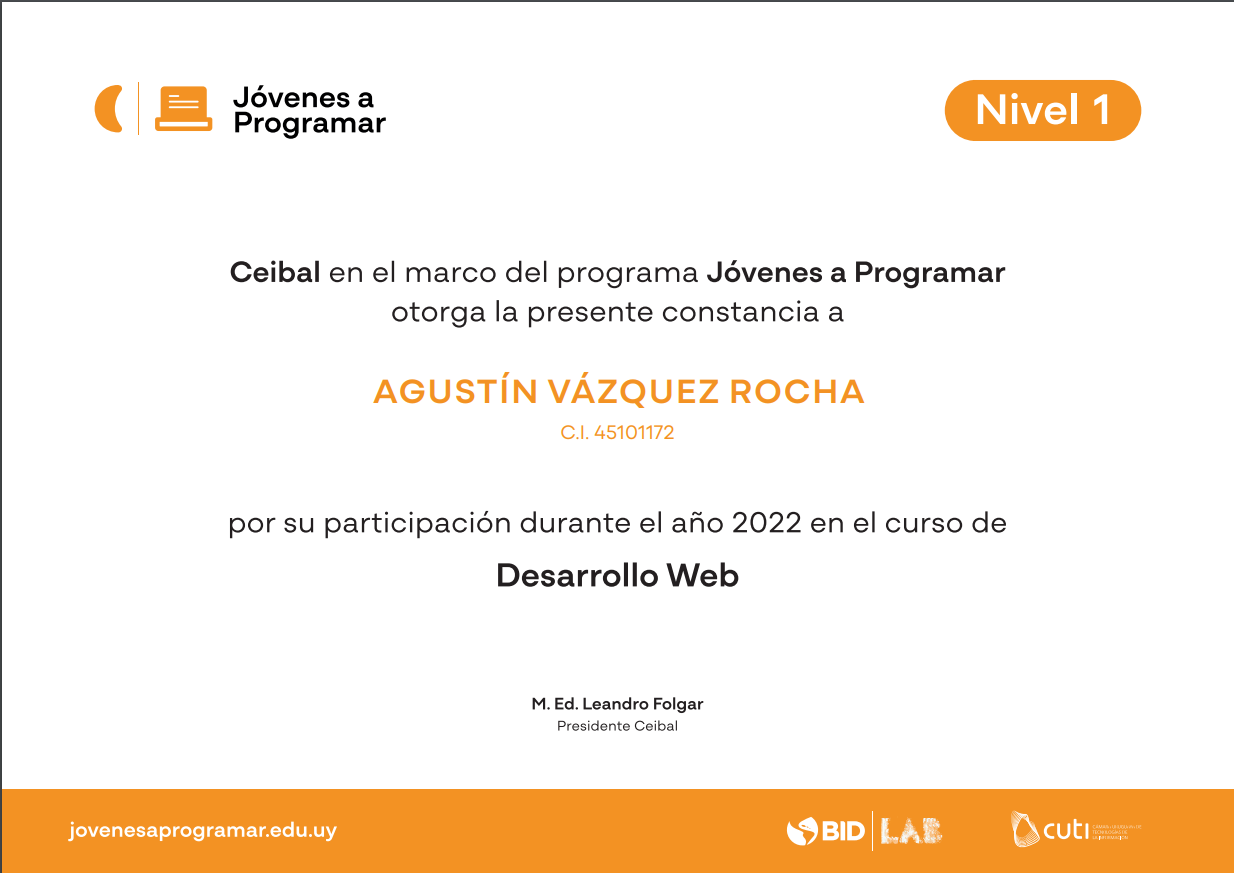 Jóvenes a
Programar
Nivel 1
Ceibal en el marco del programa Jóvenes a Programar
otorga la presente constancia a
AGUSTÍN VÁZQUEZ ROCHA
C.I. 45101172
por su participación durante el año 2022 en el curso de
Desarrollo Web
M. Ed. Leandro Folgar
Presidente Ceibal
jovenesaprogramar.edu.uy
BID LAB
cuti